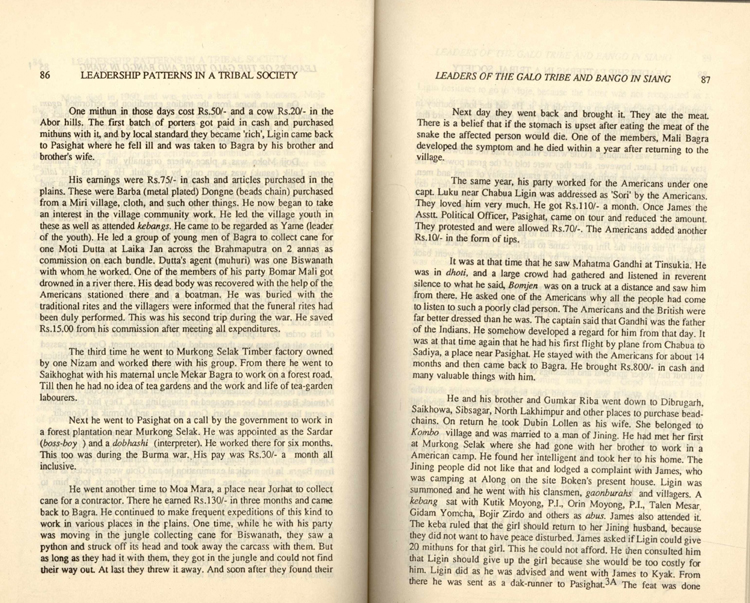 86 LEADERSHIP PATTERNS IN A TRIBAL SOCIETY
One mithun in those days cost Rs.50/- and a cow Rs.20/- in the
Abor hills. The first batch of porters got paid in cash and purchased
mithuns with it, and by local standard they became 'rich', Ligin came back
to Pasighat where he fell ill and was taken to Bagra by his brother and
brother's wife.
His earnings were Rs.75/- in cash and articles purchased in the
plains. These were Barba (metal plated) Dongne (beads chain) purchased
from a Miri village, cloth, and such other things. He now began to take
an interest in the village community work. He led the village youth in
these as well as attended kebangs. He came to be regarded as Yame (leader
of the youth). He led a group of young men of Bagra to collect cane for
one Moti Dutta at Laika Jan across the Brahmaputra on 2 annas as
commission on each bundle. Dutta's agent (muhuri) was one Biswanath
with whom he worked. One of the members of his party Bomar Mali got
drowned in a river there. His dead body was recovered with the help of the
Americans stationed there and a boatman. He was buried with the
traditional rites and the villagers were informed that the funeral rites had
been duly performed. This was his second trip during the war. He saved
Rs.15.00 from his commission after meeting all expenditures.
The third time he went to Murkong Selak Timber factory owned
by one Nizam and worked there with his group. From there he went to
Saikhoghat with his maternal uncle Mekar Bagra to work on a forest road.
Till then he had no idea of tea gardens and the work and life of tea-garden
labourers.
Next he went to Pasighat on a call by the government to work in
a forest plantation near Murkong Selak. He was appointed as the Sardar
(boss-boy ) and a dobhashi (interpreter). He worked there for six months.
This too was during the Burma war. His pay was Rs.30/- a month all
inclusive.
He went another time to Moa Mara, a place near Jorhat to collect
cane for a contractor. There he earned Rs.130/- in three months and came
back to Bagra. He continued to make frequent expeditions of this kind to
work in various places in the plains. One time, while he with his party
was moving in the jungle collecting cane for Biswanath, they saw a
python and struck off its head and took away the carcass with them. But
as long as they had it with them, they got in the jungle and could not find
their way out. At last they threw it away. And soon after they found their
LEADERS OF THE GALO TRIBE AND BANGO IN SIANG 87
Next day they went back and brought it. They ate the meat.
There is a belief that if the stomach is upset after eating the meat of the
snake the affected person would die. One of the members, Mali Bagra
developed the symptom and he died within a year after returning to the
village.
The same year, his party worked for the Americans under one
capt. Luku near Chabua Ligin was addressed as 'Sori' by the Americans.
They loved him very much. He got Rs.110/- a month. Once James the
Asstt. Political Officer, Pasighat, came on tour and reduced the amount.
They protested and were allowed Rs.70/-. The Americans added another
Rs.10/- in the form of tips.
It was at that time that he saw Mahatma Gandhi at Tinsukia. He
was in dhoti, and a large crowd had gathered and listened in reverent
silence to what he said, Bomjen was on a truck at a distance and saw him
from there. He asked one of the Americans why all the people had come
to listen to such a poorly clad person. The Americans and the British were
far better dressed than he was. The captain said that Gandhi was the father
of the Indians. He somehow developed a regard for him from that day. It
was at that time again that he had his first flight by plane from Chabua to
Sadiya, a place near Pasighat. He stayed with the Americans for about 14
months and then came back to Bagra. He brought Rs.800/- in cash and
many valuable things with him.
He and his brother and Gumkar Riba went down to Dibrugarh,
Saikhowa, Sibsagar, North Lakhimpur and other places to purchase bead-
chains. On return he took Dubin Lollen as his wife. She belonged to
Kombo village and was married to a man of Jining. He had met her first
at Murkong Selak where she had gone with her brother to work in a
American camp. He found her intelligent and took her to his home. The
Jining people did not like that and lodged a complaint with James, who
was camping at Along on the site Boken's present house. Ligin was
summoned and he went with his clansmen, gaonburahs and villagers. A
kebang sat with Kutik Moyong, P.I., Orin Moyong, P.I., Talen Mesar
Gidam Yomcha, Bojir Zirdo and others as abus. James also attended it.
The keba ruled that the girl should return to her Jining husband, because
they did not want to have peace disturbed. James asked if Ligin could give
20 mithuns for that girl. This he could not afford. He then consulted him
that Ligin should give up the girl because she would be too costly for
him. Ligin did as he was advised and went with James to Kyak. From
there he was sent as a dak-runner to Pasighat.3A The feat was done